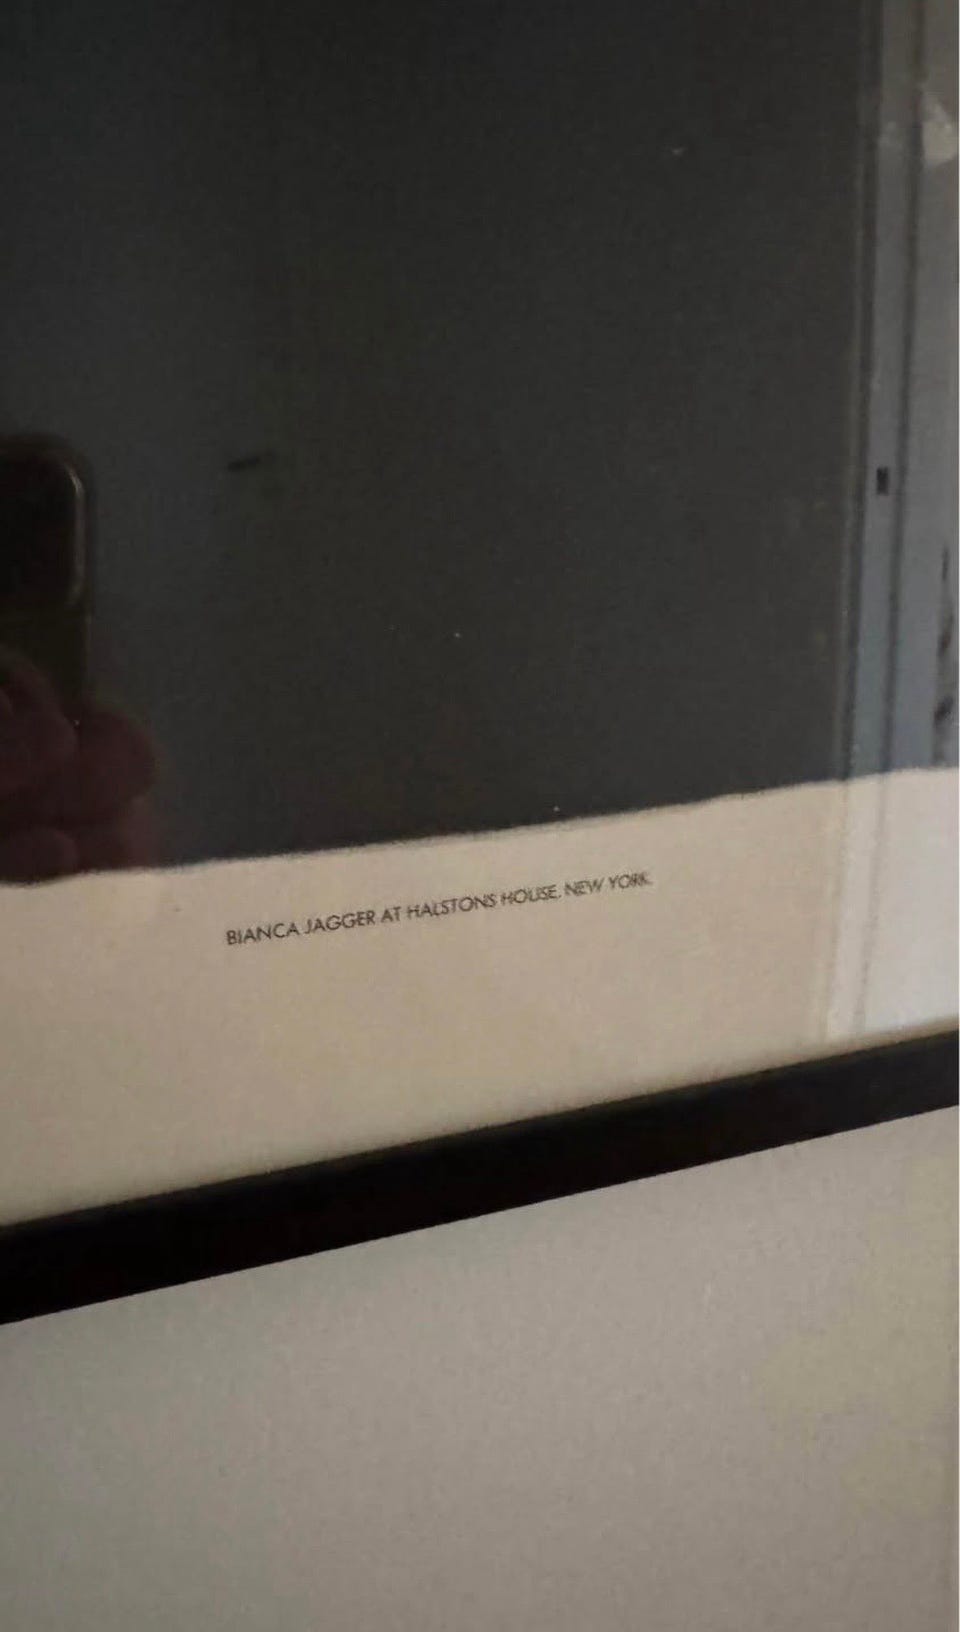 BIANCA JAGGER AT HALSTONS HOUSE, NEW YORK.